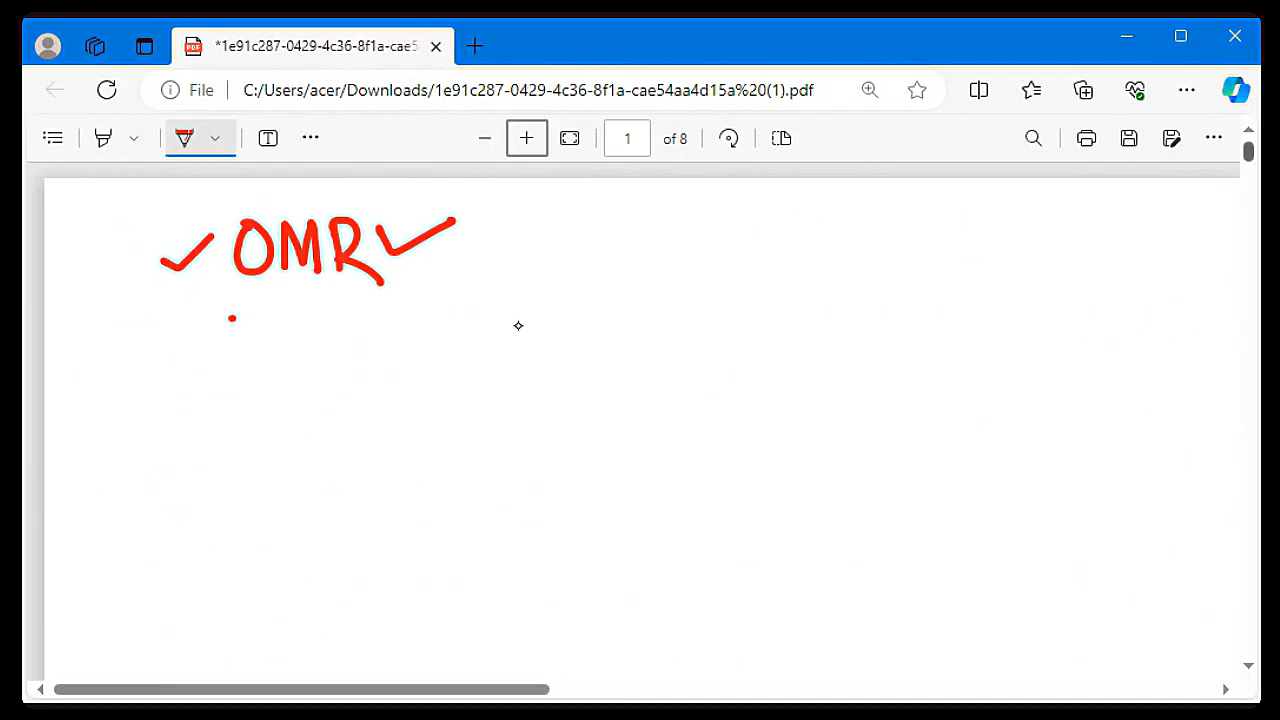 *1e91c287-0429-4c36-8f1a-cae5
File C:/Users/acer/Downloads/1e91c287-0429-4c36-8f1a-cae54aa4d15a%20(1).pdf
1 of 8
OMR